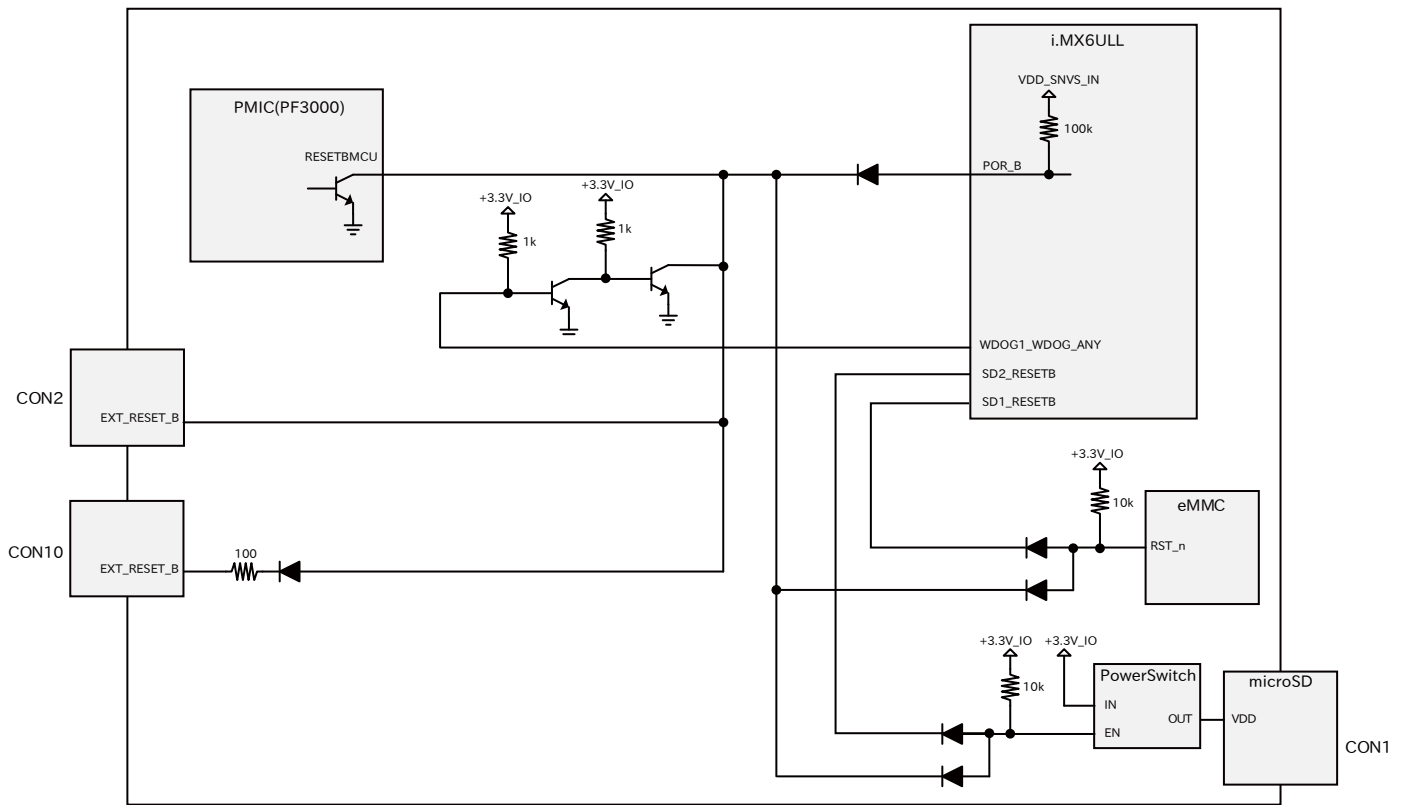 i.MX6ULL
VDD_SNVS_IN
100k
POR_B
PMIC(PF3000)
RESETBMCU
+3.3V_IO
1k
+3.3V_IO
1k
WDOG1_WDOG_ANY
SD2_RESETB
SD1_RESETB
CON2
EXT_RESET_B
CON10
EXT_RESET_B
100
+3.3V_IO
10k
eMMC
RST_n
+3.3V_IO
10k
+3.3V_IO
PowerSwitch
IN
OUT
EN
microSD
VDD
CON1